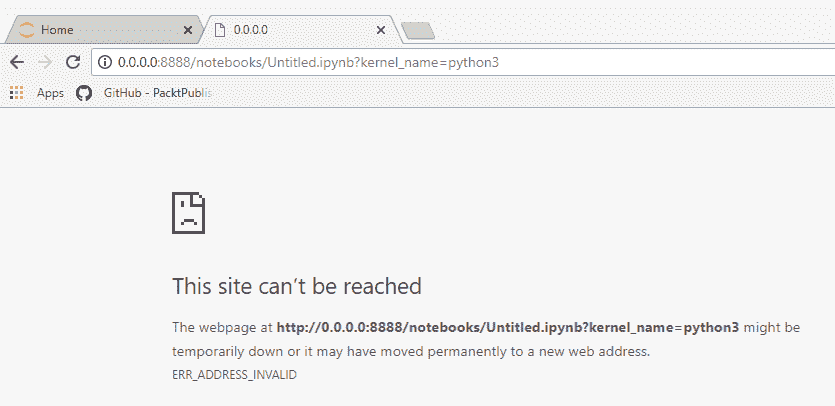 Home
0.0.0.0
0.0.0.0:8888/notebooks/Untitled.ipynb?kernel_name=python3
Apps GitHub - PacktPublis
This site can't be reached
The webpage at http://0.0.0.0:8888/notebooks/Untitled.ipynb?kernel_name=python3 might be
temporarily down or it may have moved permanently to a new web address.
ERR_ADDRESS_INVALID